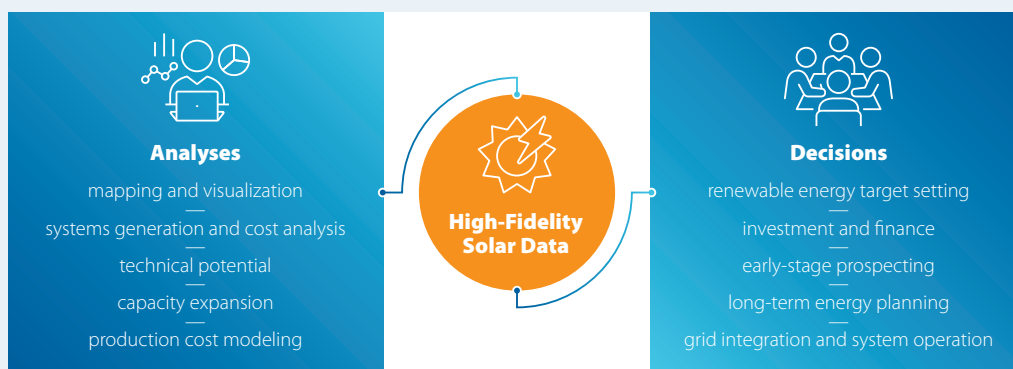 Analyses
mapping and visualization
systems generation and cost analysis
technical potential
capacity expansion
production cost modeling
High-Fidelity
Solar Data
Decisions
renewable energy target setting
investment and finance
early-stage prospecting
long-term energy planning
grid integration and system operation